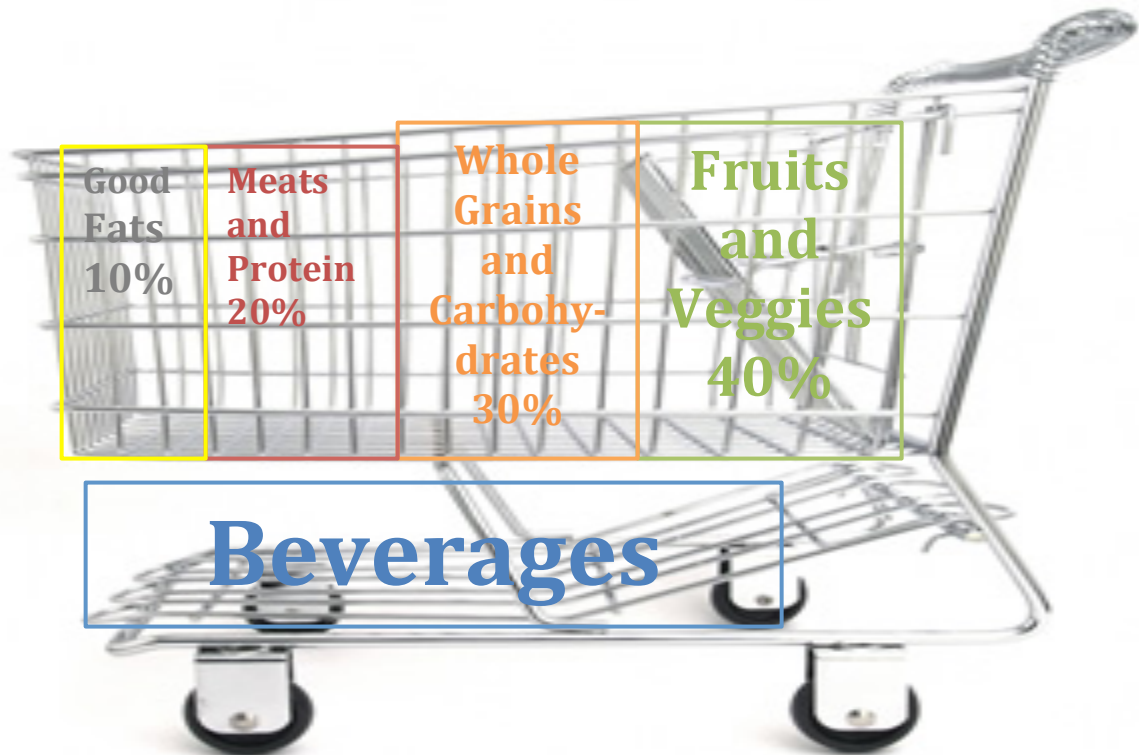 Good
Fats
10%
Meats
and
Protein
20%
Whole
Grains
and
Carbohy-
drates
30%
Fruits
and
Veggies
40%
Beverages